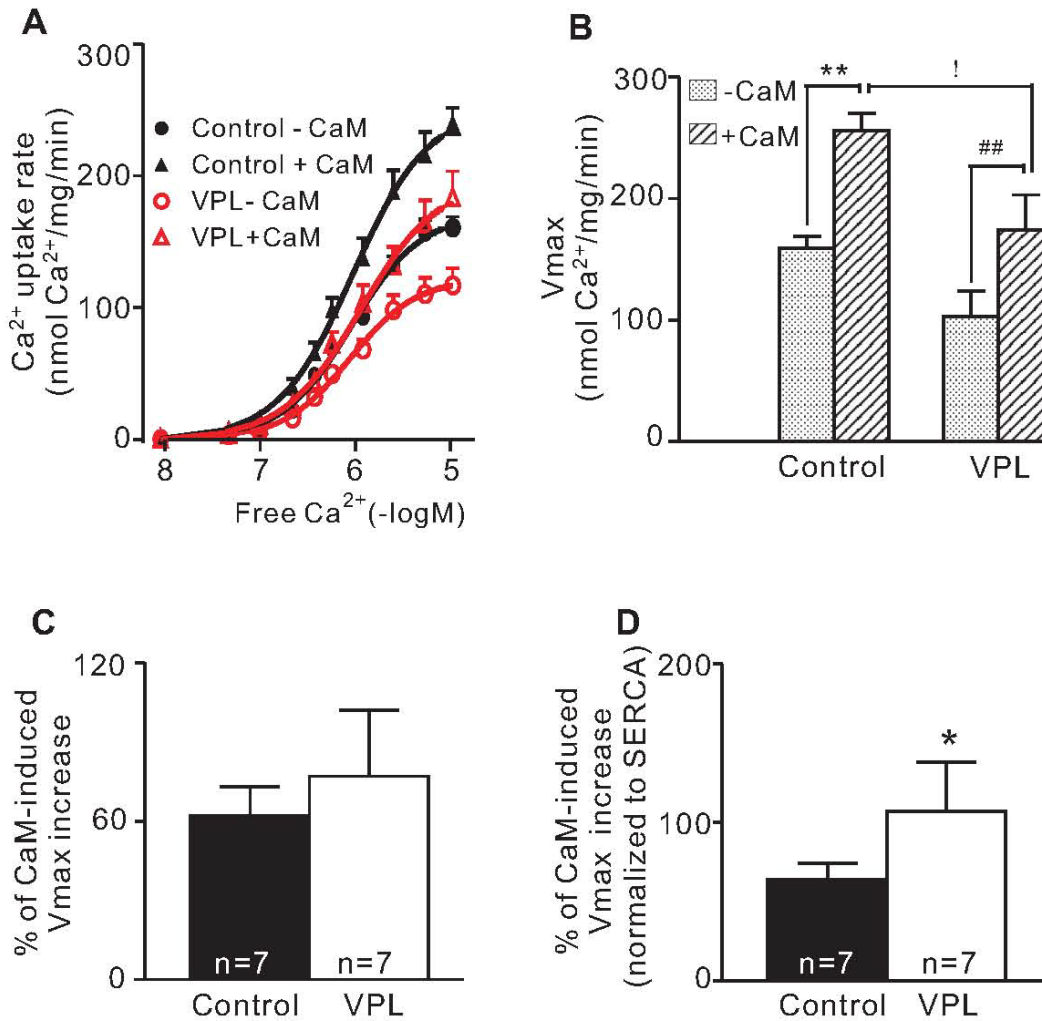 A
Ca²⁺ uptake rate
(nmol Ca²⁺/mg/min)
300
200
100
0
Control - CaM
Control + CaM
VPL- CaM
VPL+CaM
8 7 6 5
Free Ca²⁺(-logM)
B
Vmax
(nmol Ca²⁺/mg/min)
300
200
100
0
-CaM
+CaM
**
!
##
Control VPL
C
% of CaM-induced
Vmax increase
120
60
0
n=7 n=7
Control VPL
D
% of CaM-induced
Vmax increase
(normalized to SERCA)
200
100
0
*
n=7 n=7
Control VPL